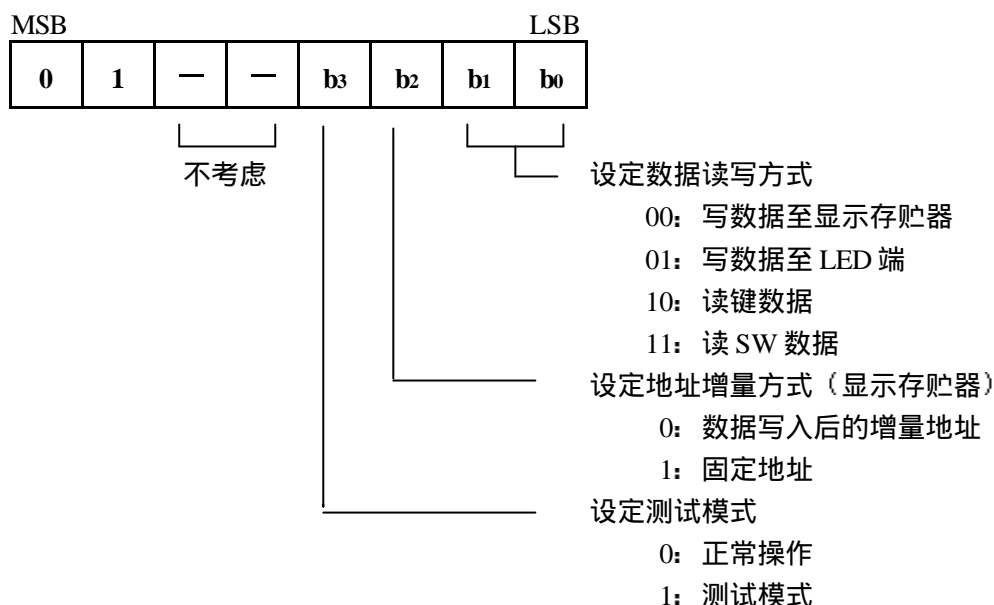 MSB LSB
0 1 — — b3 b2 b1 b0
不考虑 设定数据读写方式
00：写数据至显示存贮器
01：写数据至 LED 端
10：读键数据
11：读 SW 数据
设定地址增量方式（显示存贮器）
0：数据写入后的增量地址
1：固定地址
设定测试模式
0：正常操作
1：测试模式